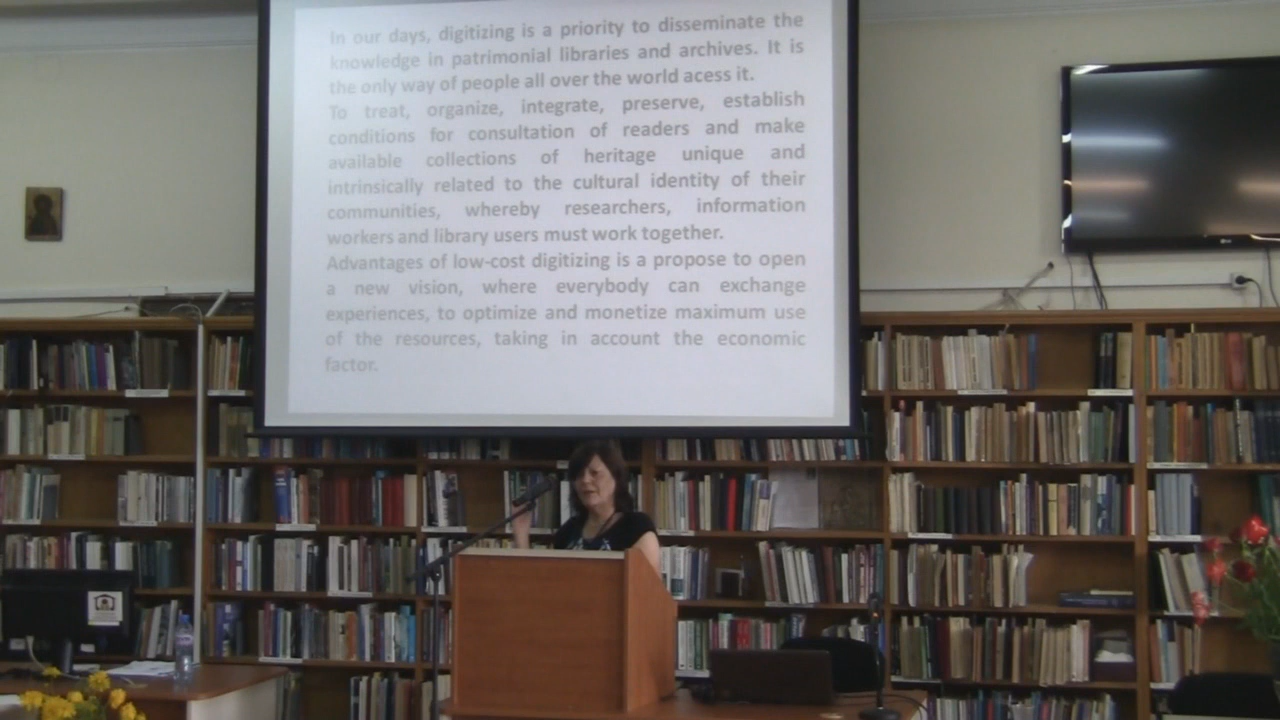 In our days, digitizing is a priority to disseminate the
knowledge in patrimonial libraries and archives. It is
the only way of people all over the world acess it.
To treat, organize, integrate, preserve, establish
conditions for consultation of readers and make
available collections of heritage unique and
intrinsically related to the cultural identity of their
communities, whereby researchers, information
workers and library users must work together.
Advantages of low-cost digitizing is a propose to open
a new vision, where everybody can exchange
experiences, to optimize and monetize maximum use
of the resources, taking in account the economic
factor.
LG